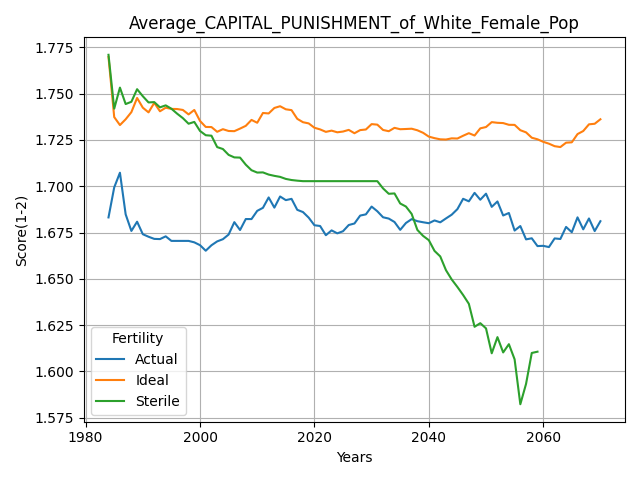 Average_CAPITAL_PUNISHMENT_of_White_Female_Pop
Score(1-2)
1.775
1.750
1.725
1.700
1.675
1.650
1.625
1.600
1.575
Fertility
Actual
Ideal
Sterile
1980
2000
2020
2040
2060
Years